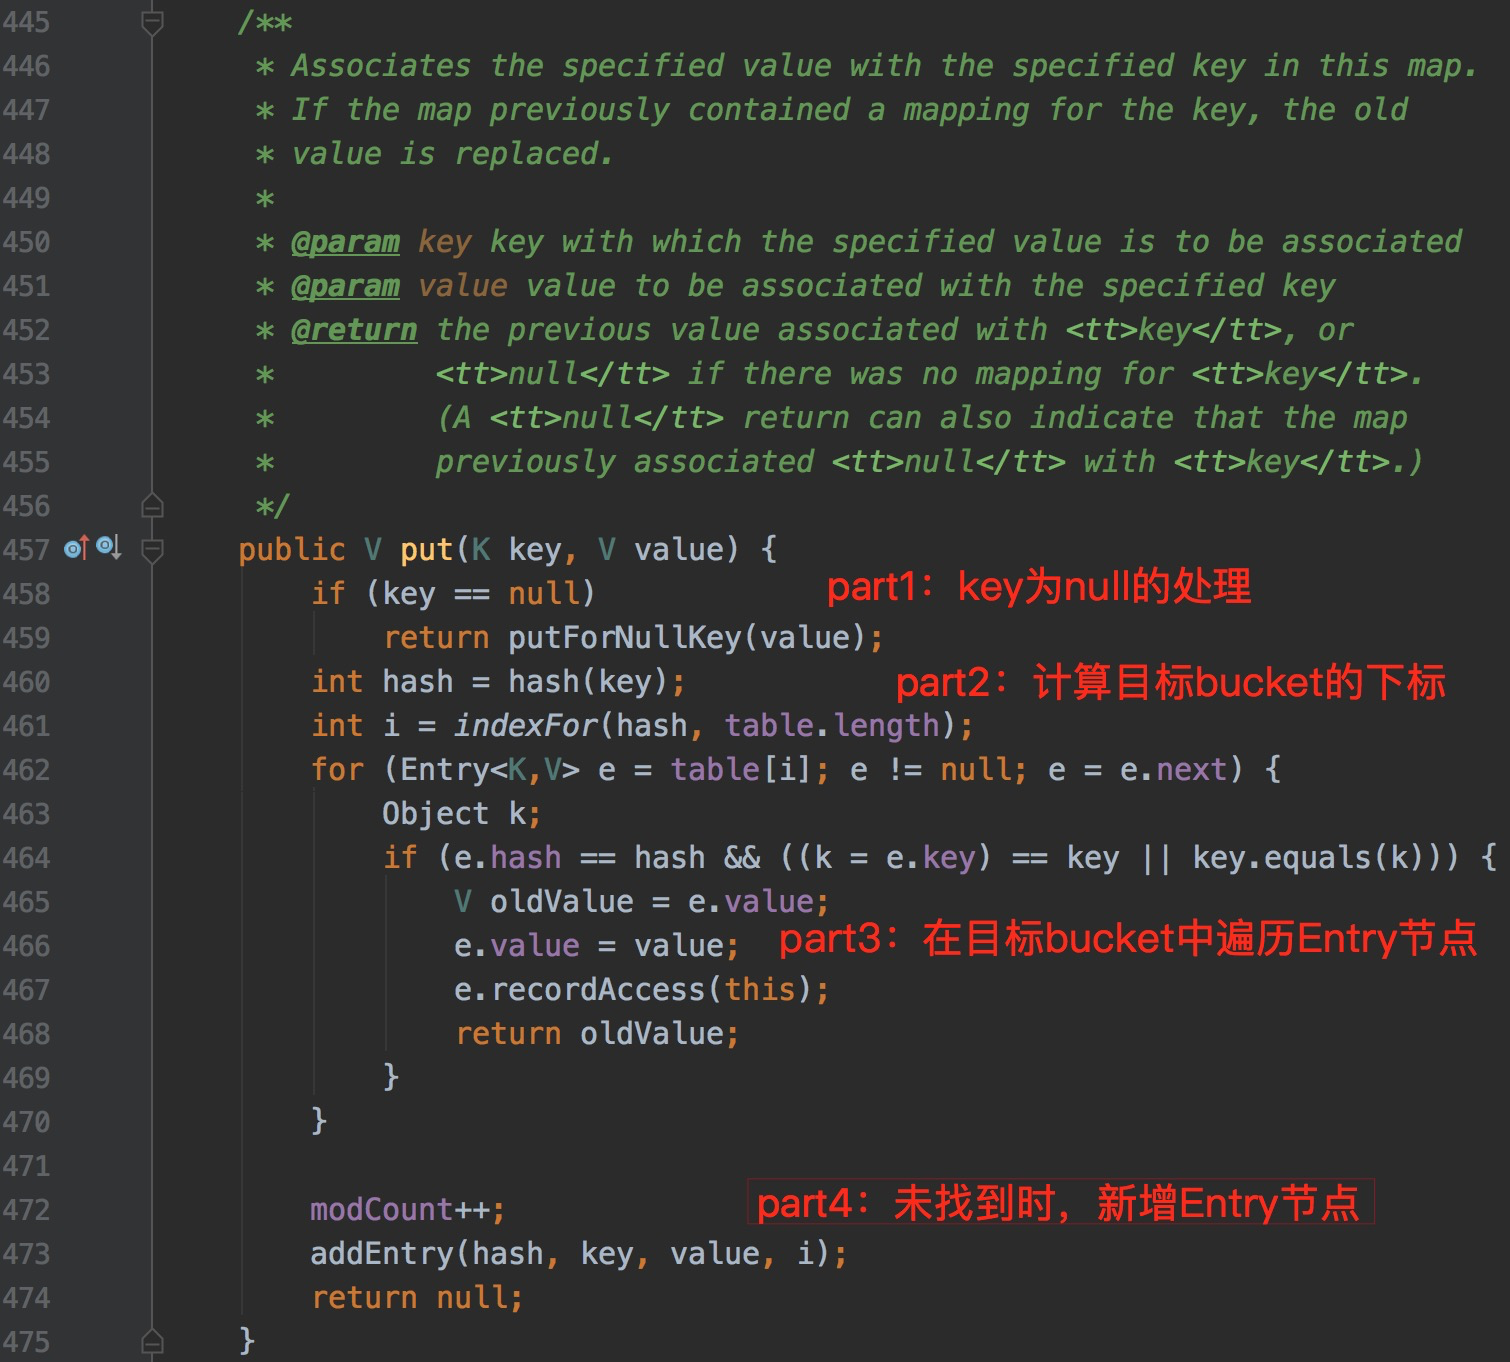 445 /**
446 * Associates the specified value with the specified key in this map.
447 * If the map previously contained a mapping for the key, the old
448 * value is replaced.
449 *
450 * @param key key with which the specified value is to be associated
451 * @param value value to be associated with the specified key
452 * @return the previous value associated with <tt>key</tt>, or
453 * <tt>null</tt> if there was no mapping for <tt>key</tt>.
454 * (A <tt>null</tt> return can also indicate that the map
455 * previously associated <tt>null</tt> with <tt>key</tt>.)
456 */
457 public V put(K key, V value) {
458 if (key == null) part1：key为null的处理
459 return putForNullKey(value);
460 int hash = hash(key); part2：计算目标bucket的下标
461 int i = indexFor(hash, table.length);
462 for (Entry<K,V> e = table[i]; e != null; e = e.next) {
463 Object k;
464 if (e.hash == hash && ((k = e.key) == key || key.equals(k))) {
465 V oldValue = e.value;
466 e.value = value; part3：在目标bucket中遍历Entry节点
467 e.recordAccess(this);
468 return oldValue;
469 }
470 }
471
472 modCount++; part4：未找到时，新增Entry节点
473 addEntry(hash, key, value, i);
474 return null;
475 }